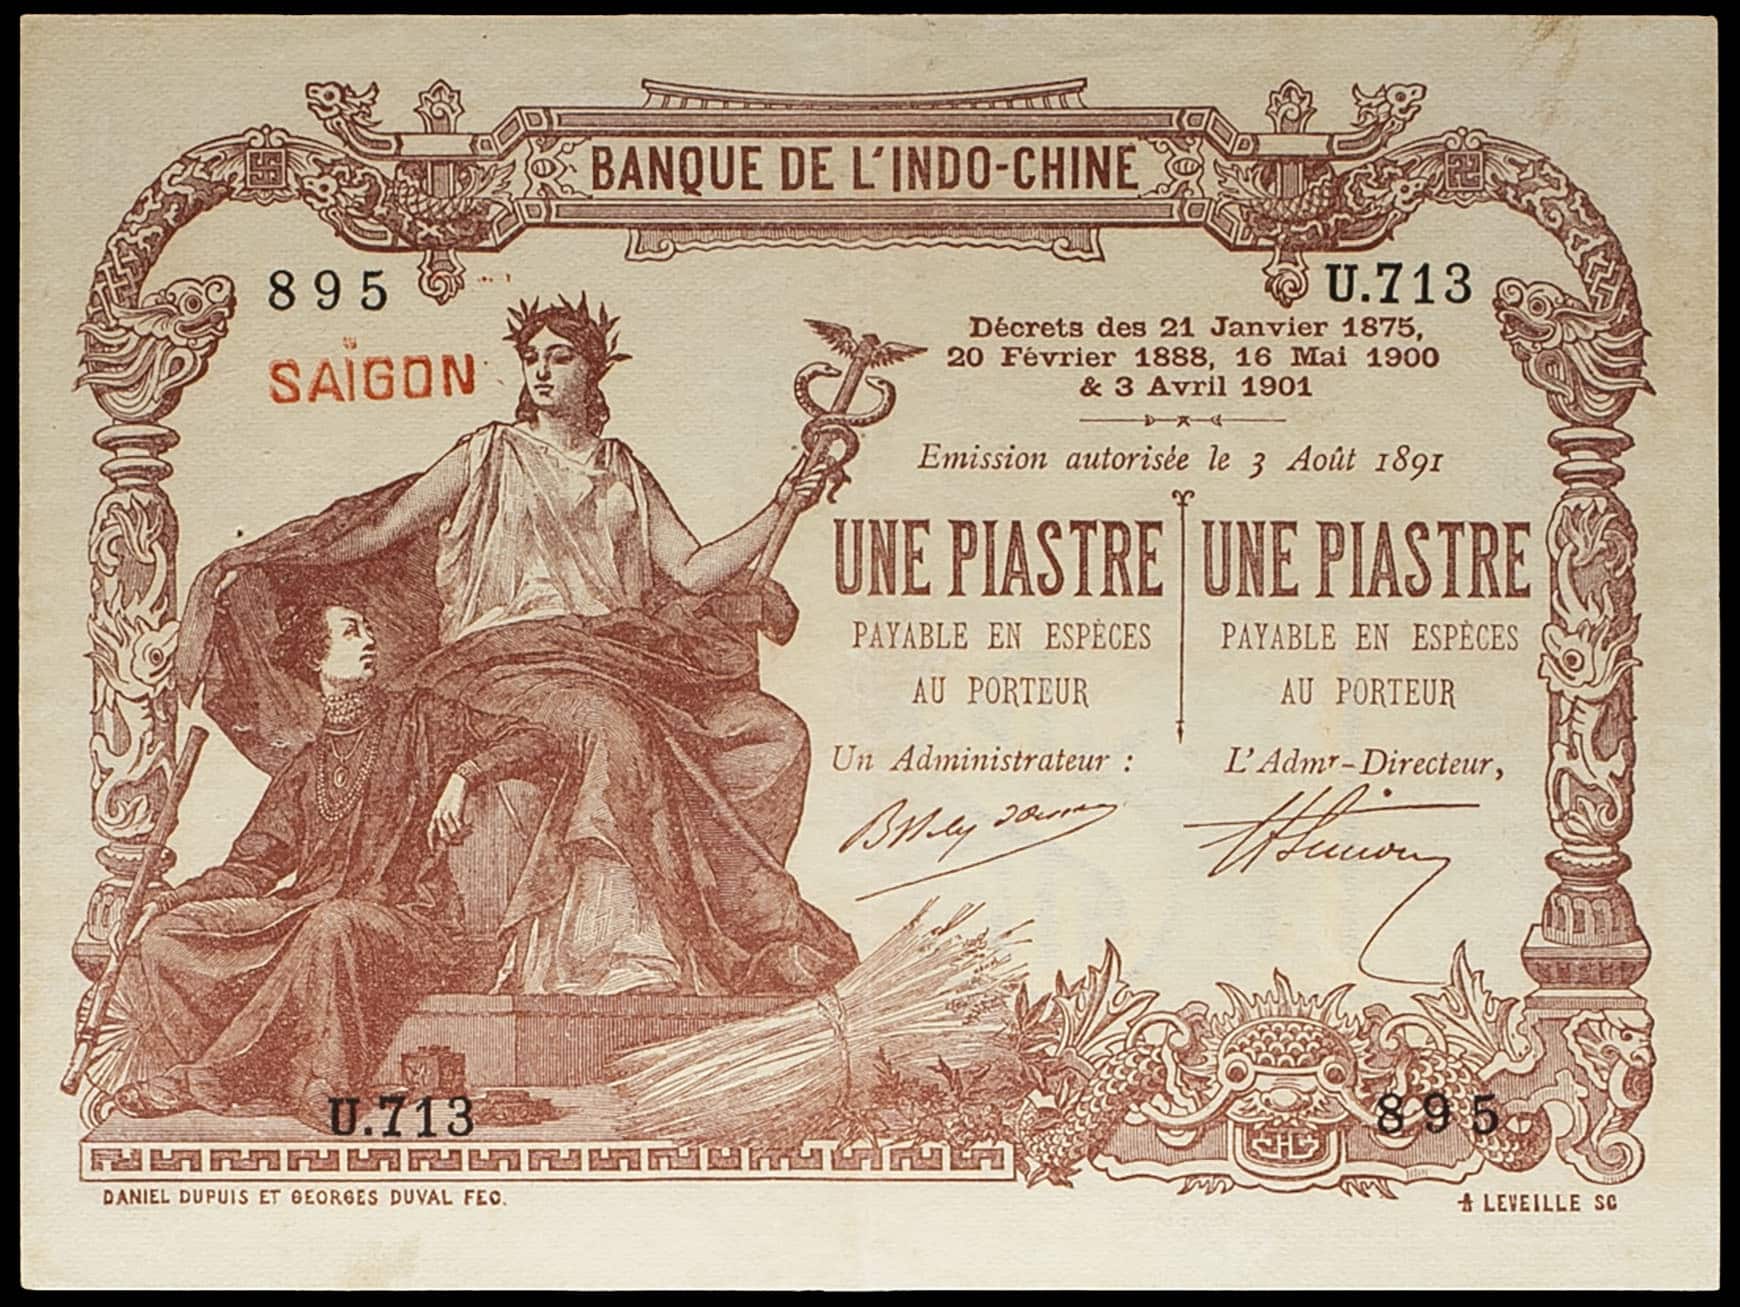 BANQUE DE L'INDO-CHINE
895
U.713
SAÏGON
Décrets des 21 Janvier 1875,
20 Février 1888, 16 Mai 1900
& 3 Avril 1901
Emission autorisée le 3 Août 1891
UNE PIASTRE
PAYABLE EN ESPÈCES
AU PORTEUR
Un Administrateur :
UNE PIASTRE
PAYABLE EN ESPÈCES
AU PORTEUR
L'Admr-Directeur,
U.713
895
DANIEL DUPUIS ET GEORGES DUVAL FEC.
A LEVEILLE SC